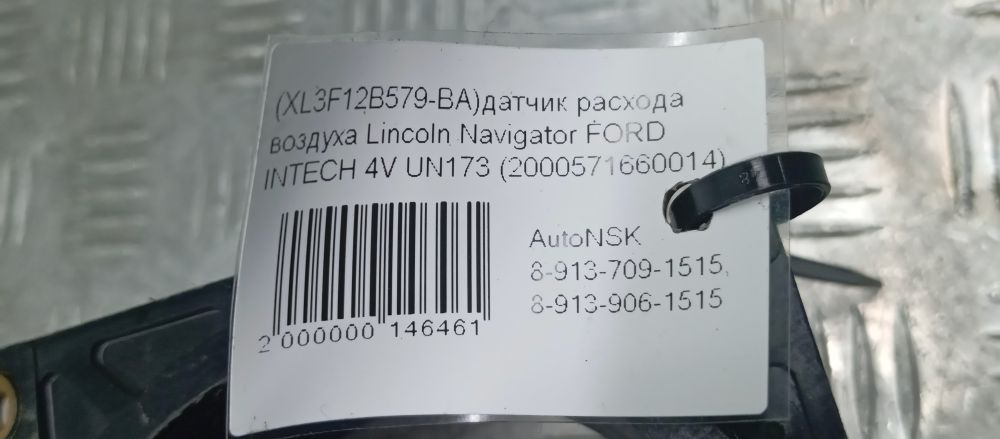 (XL3F12B579-BA)датчик расхода
воздуха Lincoln Navigator FORD
INTECH 4V UN173 (2000571660014)
AutoNSK
8-913-709-1515,
8-913-906-1515
2 000000 146461